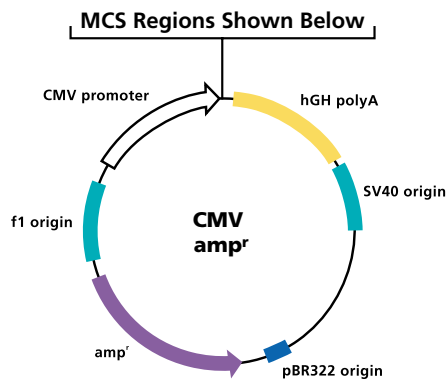 MCS Regions Shown Below
CMV promoter
hGH polyA
SV40 origin
f1 origin
CMV
ampʳ
ampʳ
pBR322 origin